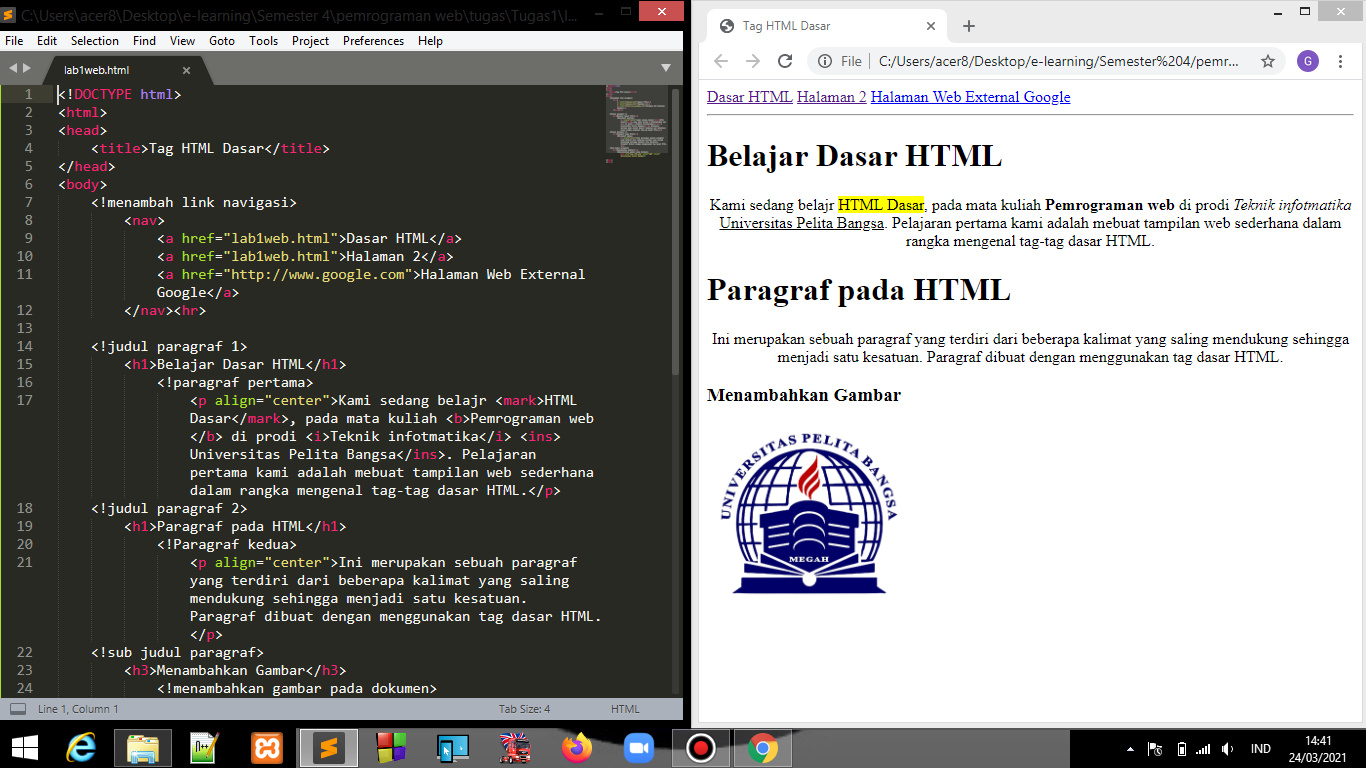 C:\Users\acer8\Desktop\e-learning\Semester 4\pemrograman web\tugas\Tugas1\l...
File Edit Selection Find View Goto Tools Project Preferences Help
lab1web.html
1 <!DOCTYPE html>
2 <html>
3 <head>
4 <title>Tag HTML Dasar</title>
5 </head>
6 <body>
7 <!menambah link navigasi>
8 <nav>
9 <a href="lab1web.html">Dasar HTML</a>
10 <a href="lab1web.html">Halaman 2</a>
11 <a href="http://www.google.com">Halaman Web External
Google</a>
12 </nav><hr>
13
14 <!judul paragraf 1>
15 <h1>Belajar Dasar HTML</h1>
16 <!paragraf pertama>
17 <p align="center">Kami sedang belajr <mark>HTML
Dasar</mark>, pada mata kuliah <b>Pemrograman web
</b> di prodi <i>Teknik infotmatika</i> <ins>
Universitas Pelita Bangsa</ins>. Pelajaran
pertama kami adalah mebuat tampilan web sederhana
dalam rangka mengenal tag-tag dasar HTML.</p>
18 <!judul paragraf 2>
19 <h1>Paragraf pada HTML</h1>
20 <!Paragraf kedua>
21 <p align="center">Ini merupakan sebuah paragraf
yang terdiri dari beberapa kalimat yang saling
mendukung sehingga menjadi satu kesatuan.
Paragraf dibuat dengan menggunakan tag dasar HTML.
</p>
22 <!sub judul paragraf>
23 <h3>Menambahkan Gambar</h3>
24 <!menambahkan gambar pada dokumen>
Line 1, Column 1 Tab Size: 4 HTML
Tag HTML Dasar
File | C:/Users/acer8/Desktop/e-learning/Semester%204/pemr... G
Dasar HTML Halaman 2 Halaman Web External Google
Belajar Dasar HTML
Kami sedang belajr HTML Dasar, pada mata kuliah Pemrograman web di prodi Teknik infotmatika
Universitas Pelita Bangsa. Pelajaran pertama kami adalah mebuat tampilan web sederhana dalam
rangka mengenal tag-tag dasar HTML.
Paragraf pada HTML
Ini merupakan sebuah paragraf yang terdiri dari beberapa kalimat yang saling mendukung sehingga
menjadi satu kesatuan. Paragraf dibuat dengan menggunakan tag dasar HTML.
Menambahkan Gambar
UNIVERSITAS PELITA BANGSA
MEGAH
IND
14:41
24/03/2021